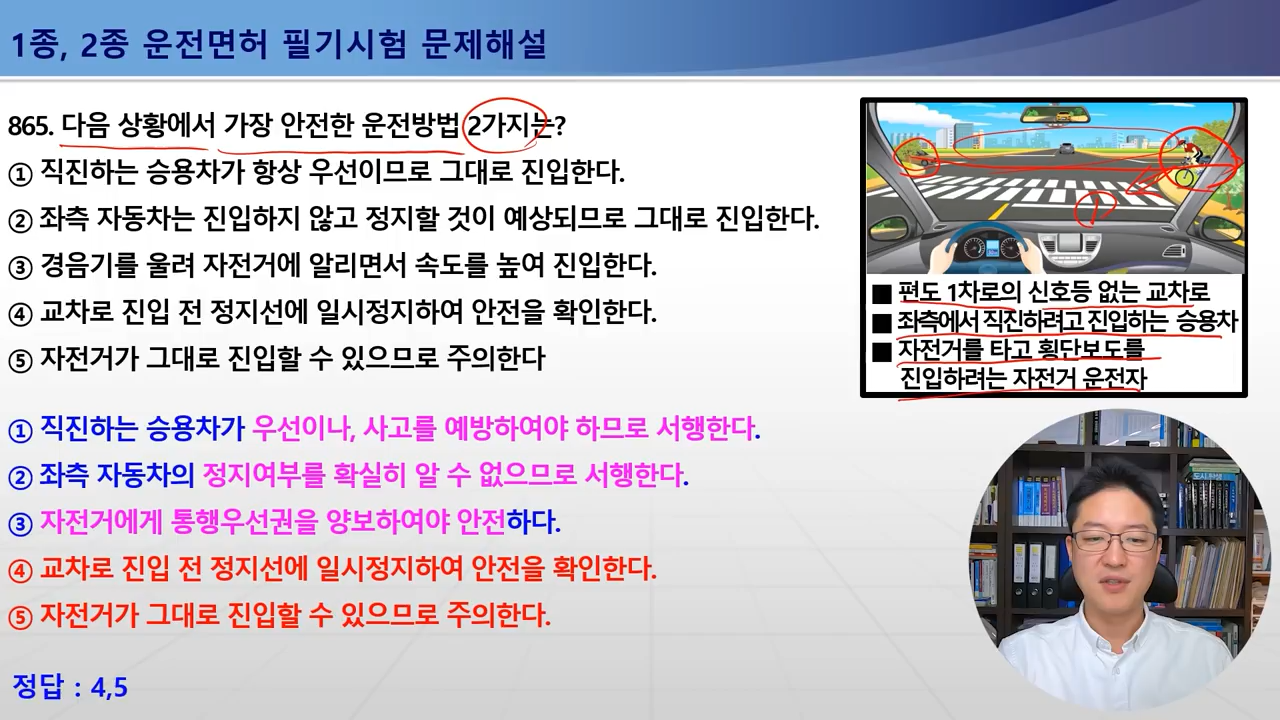 1종, 2종 운전면허 필기시험 문제해설
865. 다음 상황에서 가장 안전한 운전방법 2가지는?
① 직진하는 승용차가 항상 우선이므로 그대로 진입한다.
② 좌측 자동차는 진입하지 않고 정지할 것이 예상되므로 그대로 진입한다.
③ 경음기를 울려 자전거에 알리면서 속도를 높여 진입한다.
④ 교차로 진입 전 정지선에 일시정지하여 안전을 확인한다.
⑤ 자전거가 그대로 진입할 수 있으므로 주의한다
■ 편도 1차로의 신호등 없는 교차로
■ 좌측에서 직진하려고 진입하는 승용차
■ 자전거를 타고 횡단보도를
진입하려는 자전거 운전자
① 직진하는 승용차가 우선이나, 사고를 예방하여야 하므로 서행한다.
② 좌측 자동차의 정지여부를 확실히 알 수 없으므로 서행한다.
③ 자전거에게 통행우선권을 양보하여야 안전하다.
④ 교차로 진입 전 정지선에 일시정지하여 안전을 확인한다.
⑤ 자전거가 그대로 진입할 수 있으므로 주의한다.
정답 : 4,5